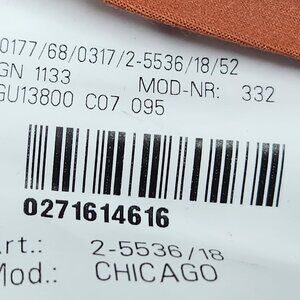 0177/68/0317/2-5536/18/52
GN 1133 MOD-NR: 332
GU13800 C07 095
0271614616
Art.: 2-5536/18
Mod.: CHICAGO